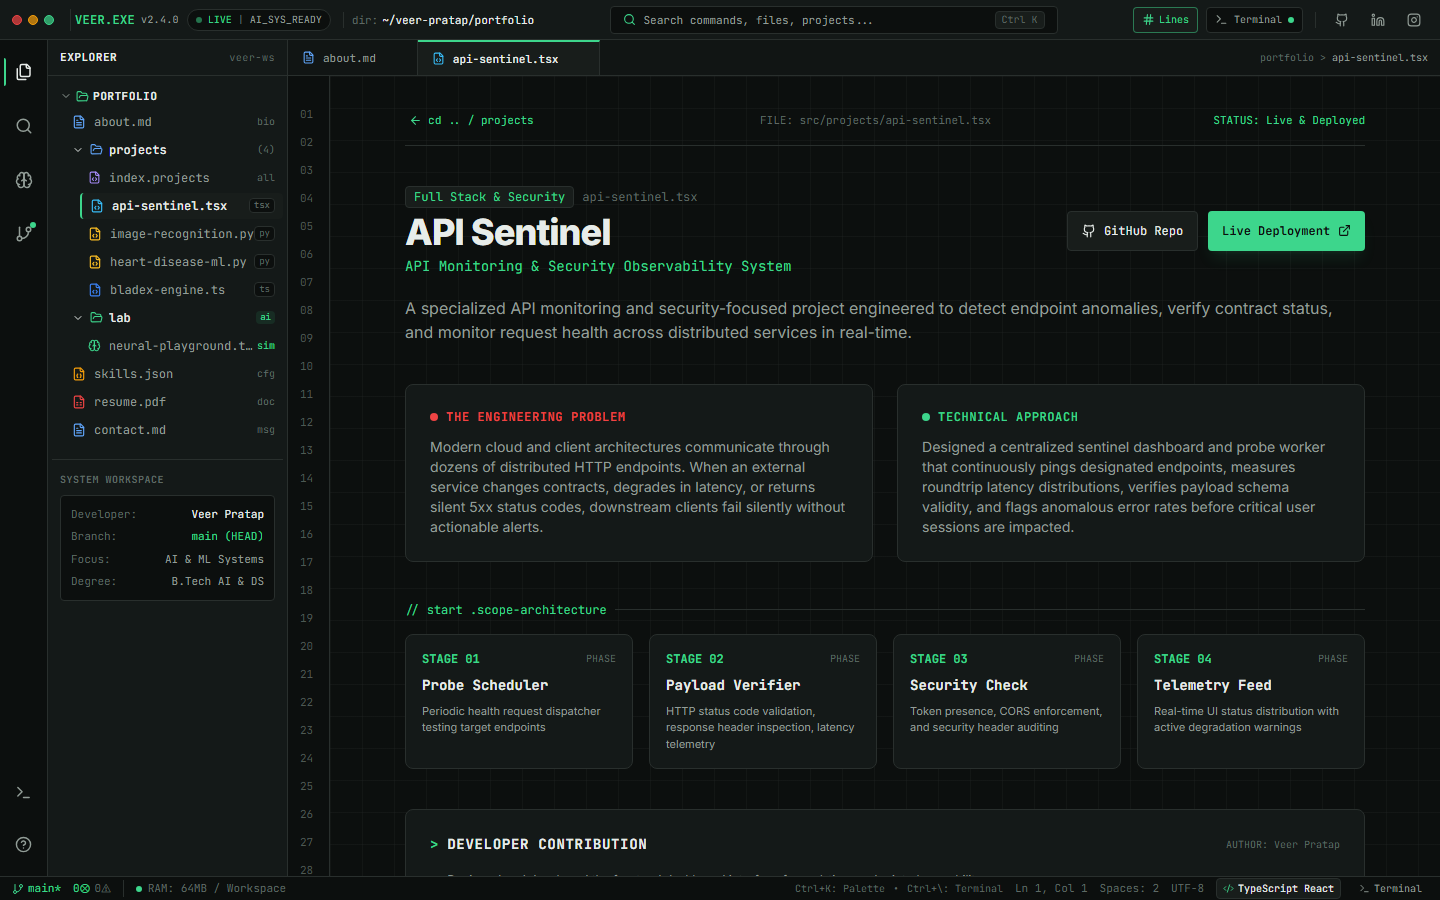 VEER.EXE v2.4.0 LIVE | AI_SYS_READY dir: ~/veer-pratap/portfolio Search commands, files, projects... Ctrl K # Lines >_ Terminal
EXPLORER veer-ws
PORTFOLIO
about.md bio
projects (4)
index.projects all
api-sentinel.tsx tsx
image-recognition.py py
heart-disease-ml.py py
bladex-engine.ts ts
lab ai
neural-playground.t… sim
skills.json cfg
resume.pdf doc
contact.md msg
SYSTEM WORKSPACE
Developer: Veer Pratap
Branch: main (HEAD)
Focus: AI & ML Systems
Degree: B.Tech AI & DS
about.md api-sentinel.tsx portfolio > api-sentinel.tsx
01
02
03
04
05
06
07
08
09
10
11
12
13
14
15
16
17
18
19
20
21
22
23
24
25
26
27
28
← cd .. / projects FILE: src/projects/api-sentinel.tsx STATUS: Live & Deployed
Full Stack & Security api-sentinel.tsx
API Sentinel
GitHub Repo Live Deployment
API Monitoring & Security Observability System
A specialized API monitoring and security-focused project engineered to detect endpoint anomalies, verify contract status,
and monitor request health across distributed services in real-time.
THE ENGINEERING PROBLEM
Modern cloud and client architectures communicate through
dozens of distributed HTTP endpoints. When an external
service changes contracts, degrades in latency, or returns
silent 5xx status codes, downstream clients fail silently without
actionable alerts.
TECHNICAL APPROACH
Designed a centralized sentinel dashboard and probe worker
that continuously pings designated endpoints, measures
roundtrip latency distributions, verifies payload schema
validity, and flags anomalous error rates before critical user
sessions are impacted.
// start .scope-architecture
STAGE 01 PHASE
Probe Scheduler
Periodic health request dispatcher
testing target endpoints
STAGE 02 PHASE
Payload Verifier
HTTP status code validation,
response header inspection, latency
telemetry
STAGE 03 PHASE
Security Check
Token presence, CORS enforcement,
and security header auditing
STAGE 04 PHASE
Telemetry Feed
Real-time UI status distribution with
active degradation warnings
> DEVELOPER CONTRIBUTION AUTHOR: Veer Pratap
main* 0 0 RAM: 64MB / Workspace Ctrl+K: Palette • Ctrl+\: Terminal Ln 1, Col 1 Spaces: 2 UTF-8 </> TypeScript React >_ Terminal